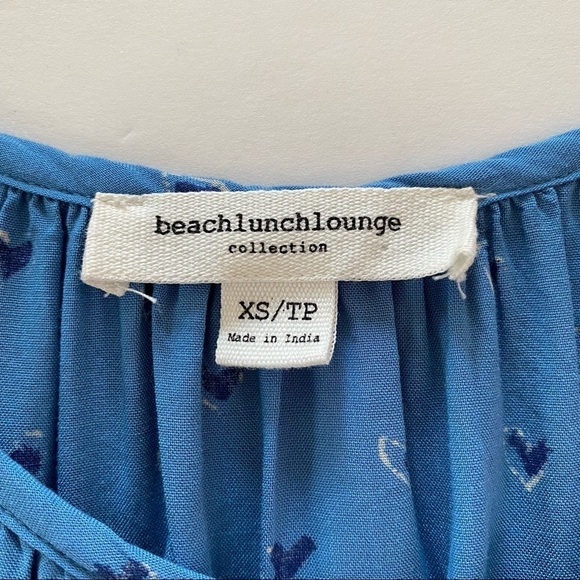 beachlunchlounge
collection
XS/TP
Made in India